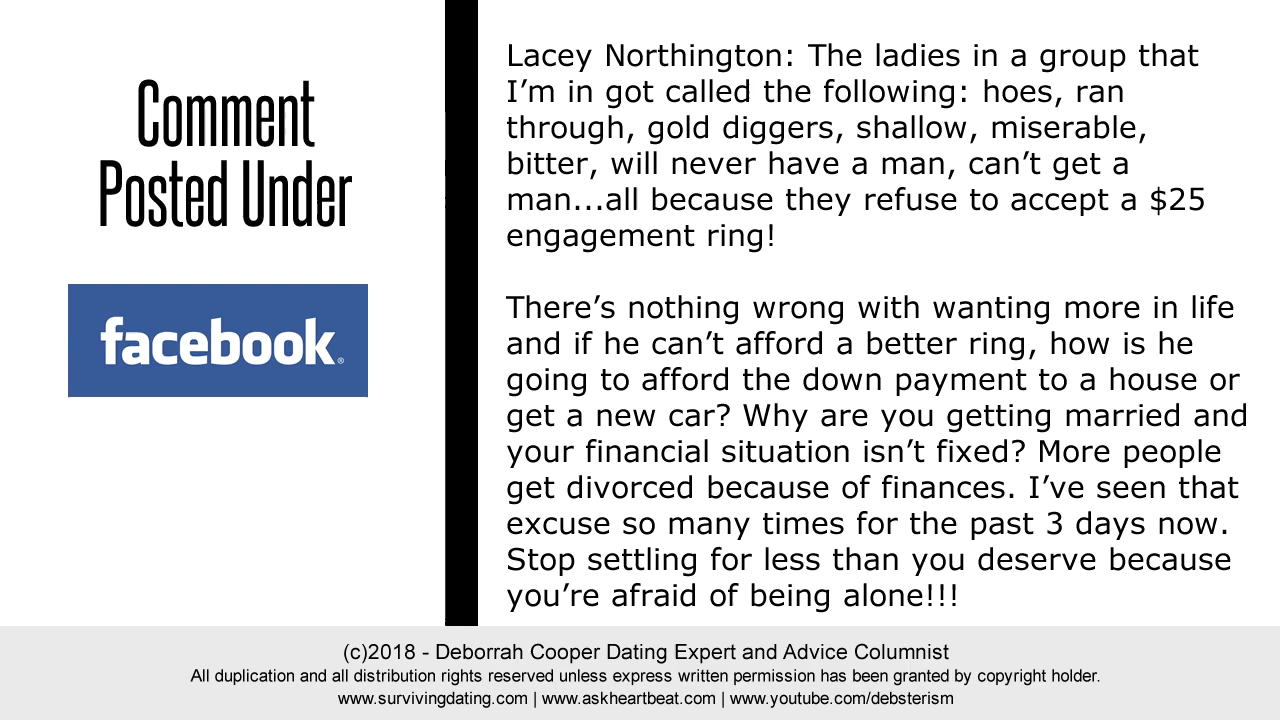 Comment
Posted Under
facebook®
Lacey Northington: The ladies in a group that
I’m in got called the following: hoes, ran
through, gold diggers, shallow, miserable,
bitter, will never have a man, can’t get a
man...all because they refuse to accept a $25
engagement ring!
There’s nothing wrong with wanting more in life
and if he can’t afford a better ring, how is he
going to afford the down payment to a house or
get a new car? Why are you getting married and
your financial situation isn’t fixed? More people
get divorced because of finances. I’ve seen that
excuse so many times for the past 3 days now.
Stop settling for less than you deserve because
you’re afraid of being alone!!!
(c)2018 - Deborrah Cooper Dating Expert and Advice Columnist
All duplication and all distribution rights reserved unless express written permission has been granted by copyright holder.
www.survivingdating.com | www.askheartbeat.com | www.youtube.com/debsterism